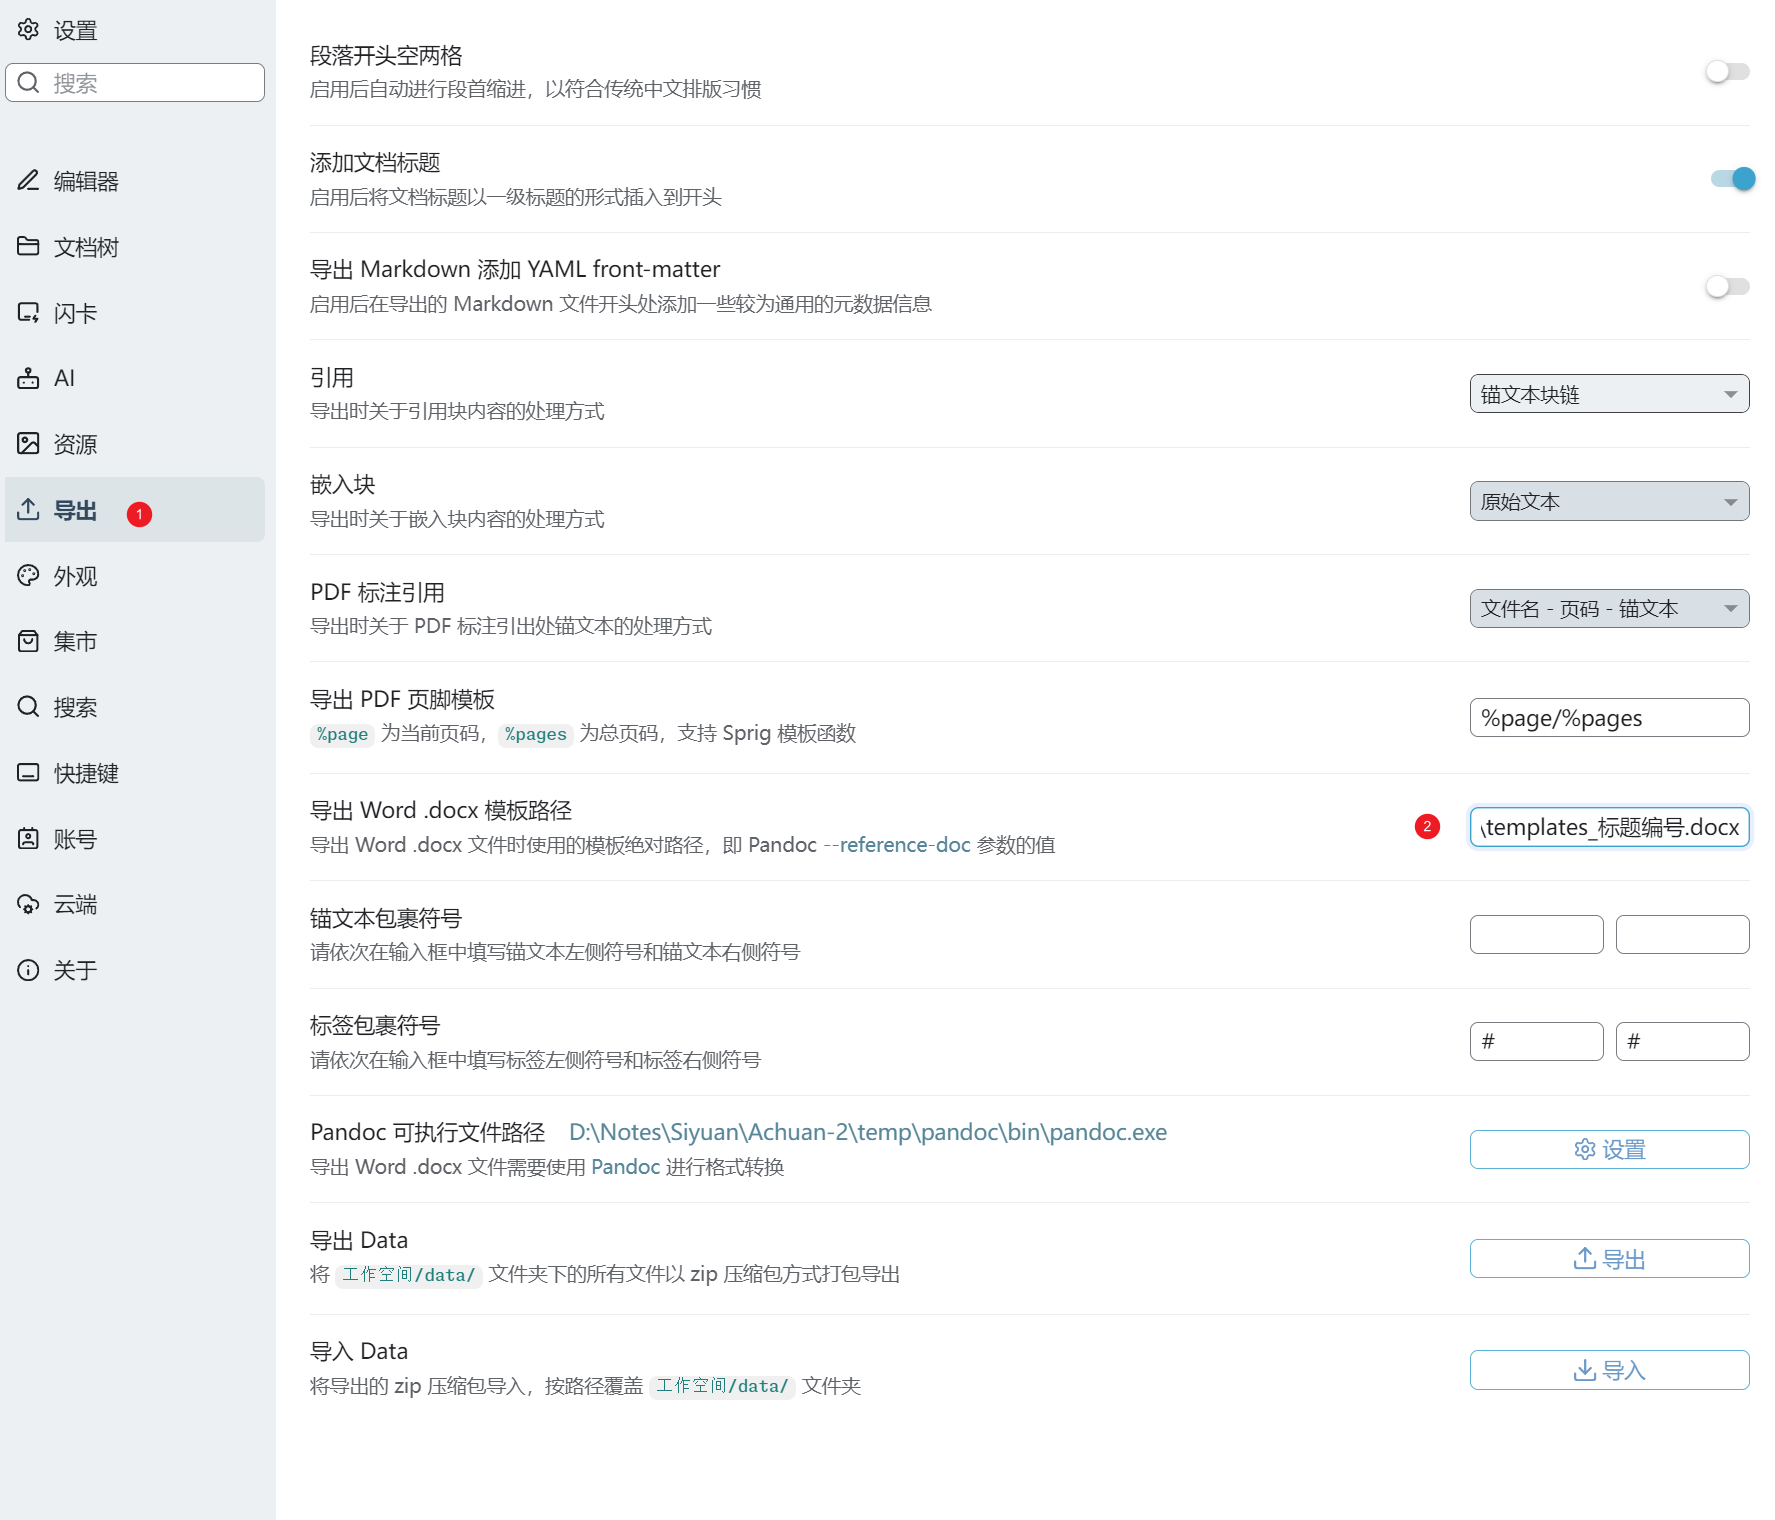 设置
搜索
编辑器
文档树
闪卡
AI
资源
导出 1
外观
集市
搜索
快捷键
账号
云端
关于
段落开头空两格
启用后自动进行段首缩进，以符合传统中文排版习惯
添加文档标题
启用后将文档标题以一级标题的形式插入到开头
导出 Markdown 添加 YAML front-matter
启用后在导出的 Markdown 文件开头处添加一些较为通用的元数据信息
引用
导出时关于引用块内容的处理方式
锚文本块链
嵌入块
导出时关于嵌入块内容的处理方式
原始文本
PDF 标注引用
导出时关于 PDF 标注引出处锚文本的处理方式
文件名 - 页码 - 锚文本
导出 PDF 页脚模板
%page 为当前页码，%pages 为总页码，支持 Sprig 模板函数
%page/%pages
导出 Word .docx 模板路径
导出 Word .docx 文件时使用的模板绝对路径，即 Pandoc --reference-doc 参数的值
2
\templates_标题编号.docx
锚文本包裹符号
请依次在输入框中填写锚文本左侧符号和锚文本右侧符号
标签包裹符号
请依次在输入框中填写标签左侧符号和标签右侧符号
# #
Pandoc 可执行文件路径 D:\Notes\Siyuan\Achuan-2\temp\pandoc\bin\pandoc.exe
导出 Word .docx 文件需要使用 Pandoc 进行格式转换
设置
导出 Data
将 工作空间/data/ 文件夹下的所有文件以 zip 压缩包方式打包导出
导出
导入 Data
将导出的 zip 压缩包导入，按路径覆盖 工作空间/data/ 文件夹
导入